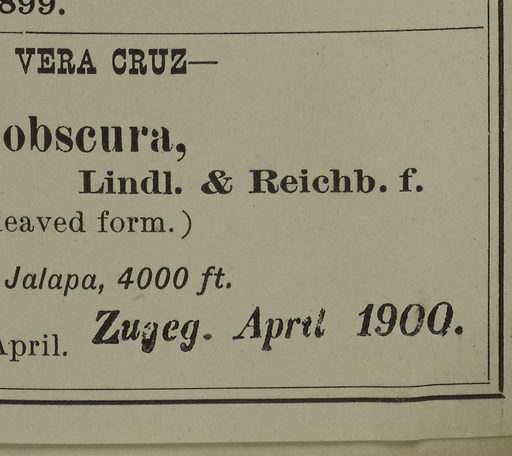 899.
VERA CRUZ—
obscura,
Lindl. & Reichb. f.
leaved form.)
Jalapa, 4000 ft.
April. Zugeg. April 1900.